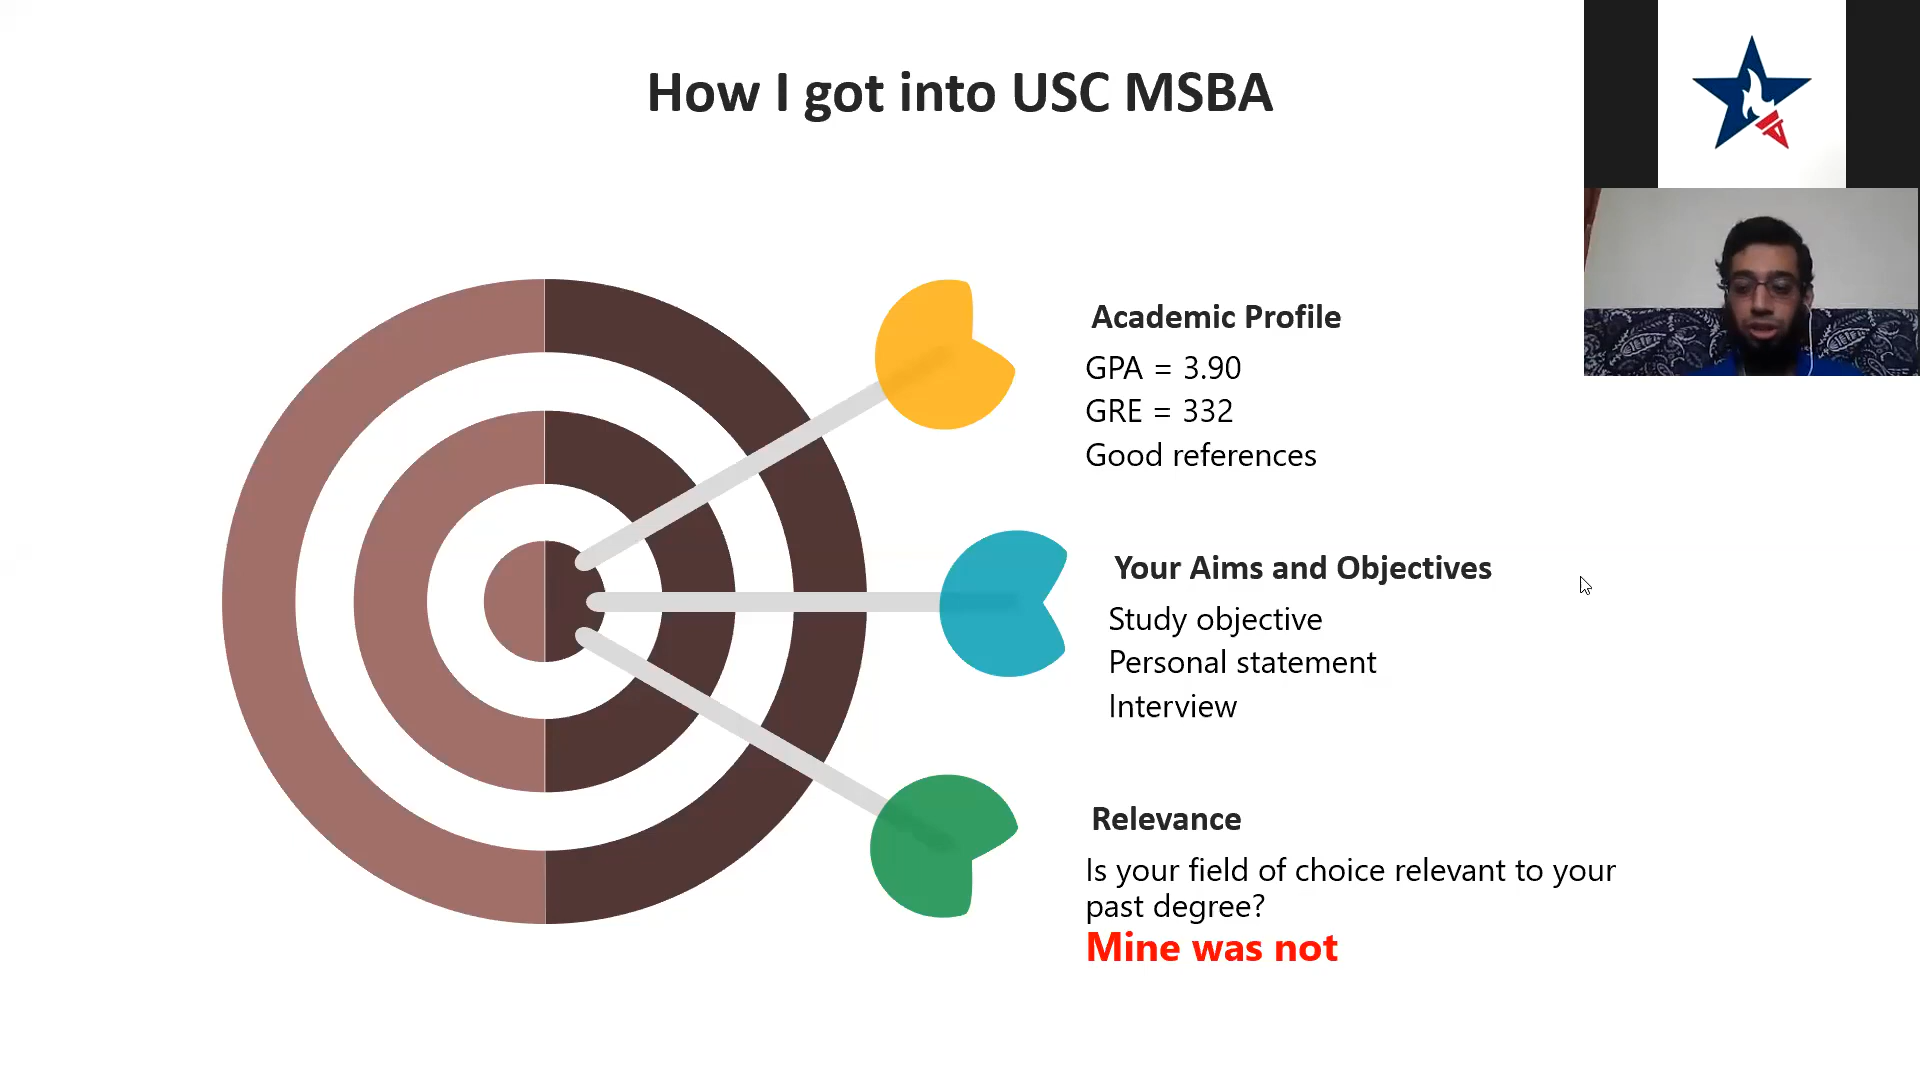 How I got into USC MSBA
Academic Profile
GPA = 3.90
GRE = 332
Good references
Your Aims and Objectives
Study objective
Personal statement
Interview
Relevance
Is your field of choice relevant to your
past degree?
Mine was not